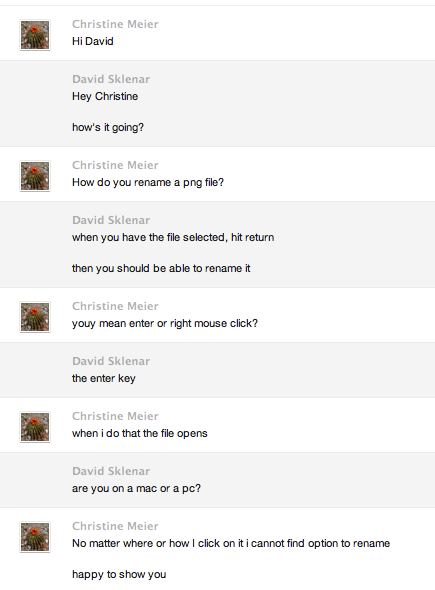 Christine Meier
Hi David
David Sklenar
Hey Christine
how's it going?
Christine Meier
How do you rename a png file?
David Sklenar
when you have the file selected, hit return
then you should be able to rename it
Christine Meier
youy mean enter or right mouse click?
David Sklenar
the enter key
Christine Meier
when i do that the file opens
David Sklenar
are you on a mac or a pc?
Christine Meier
No matter where or how I click on it i cannot find option to rename
happy to show you